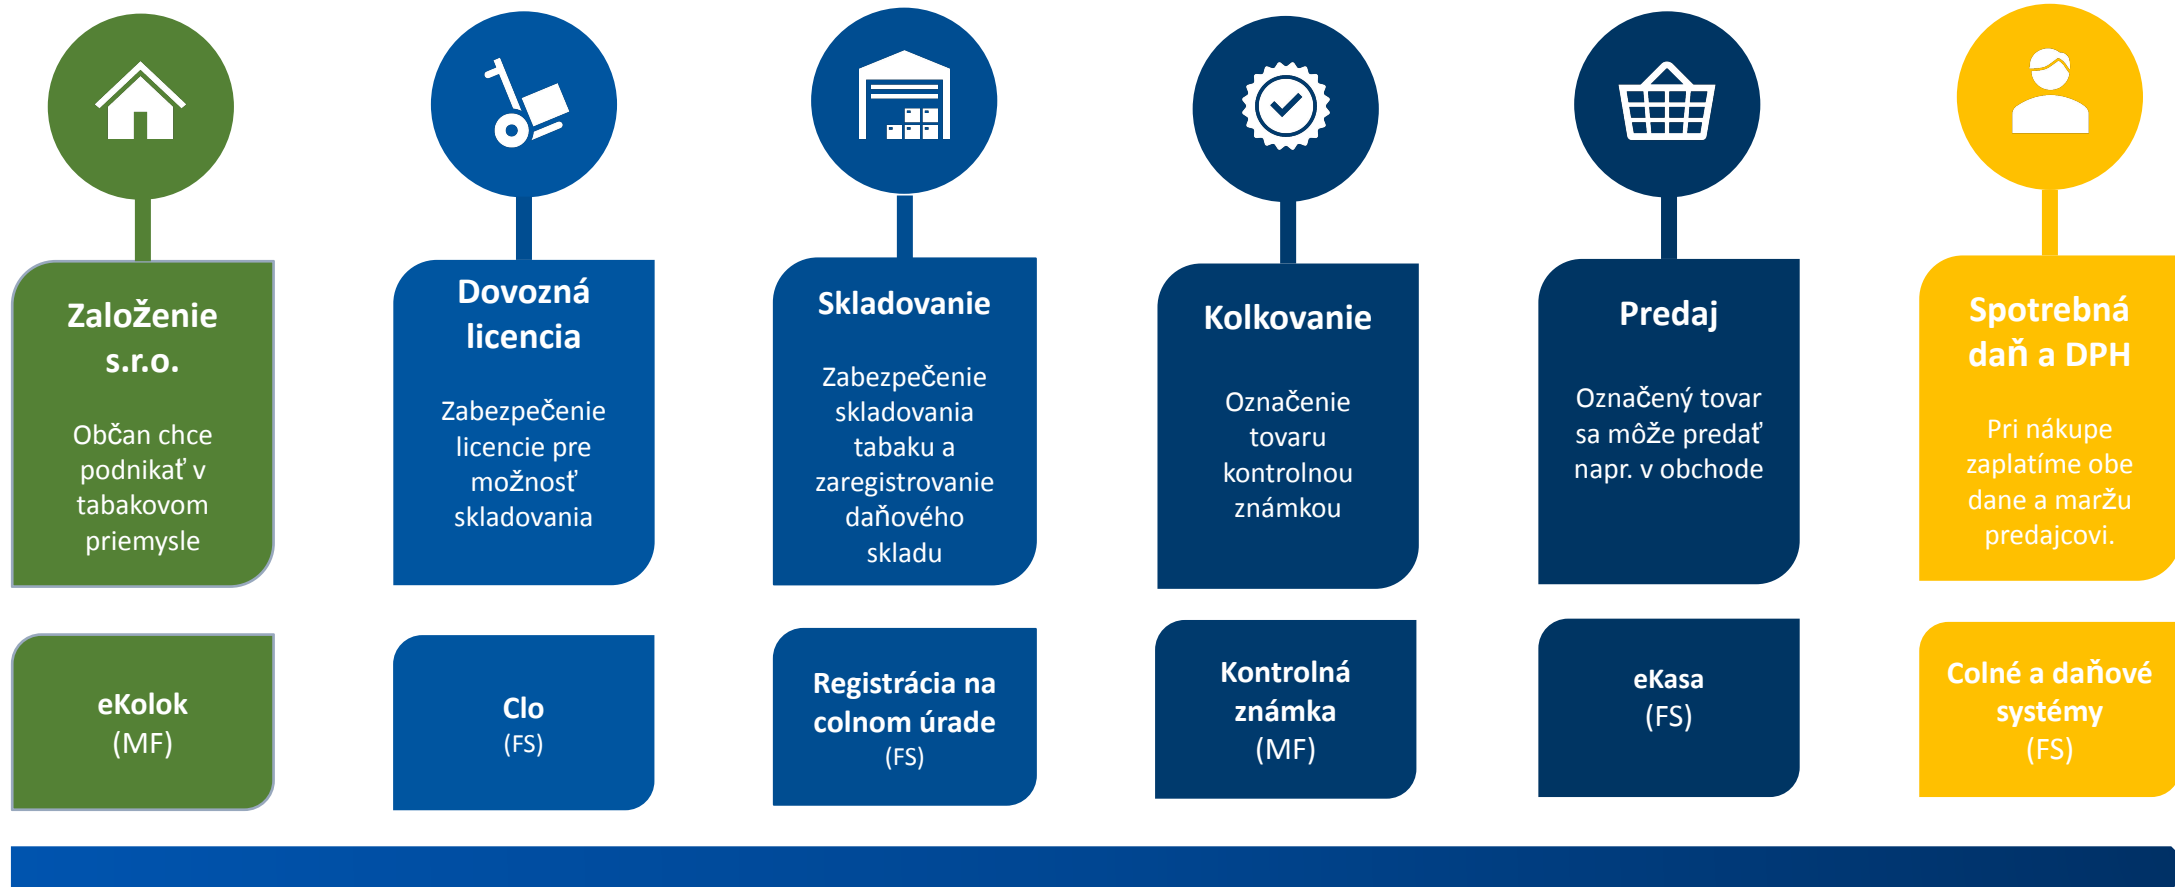 Založenie
s.r.o.
Občan chce
podnikať v
tabakovom
priemysle
Dovozná
licencia
Zabezpečenie
licencie pre
možnosť
skladovania
Skladovanie
Zabezpečenie
skladovania
tabaku a
zaregistrovanie
daňového
skladu
Kolkovanie
Označenie
tovaru
kontrolnou
známkou
Predaj
Označený tovar
sa môže predať
napr. v obchode
Spotrebná
daň a DPH
Pri nákupe
zaplatíme obe
dane a maržu
predajcovi.
eKolok
(MF)
Clo
(FS)
Registrácia na
colnom úrade
(FS)
Kontrolná
známka
(MF)
eKasa
(FS)
Colné a daňové
systémy
(FS)